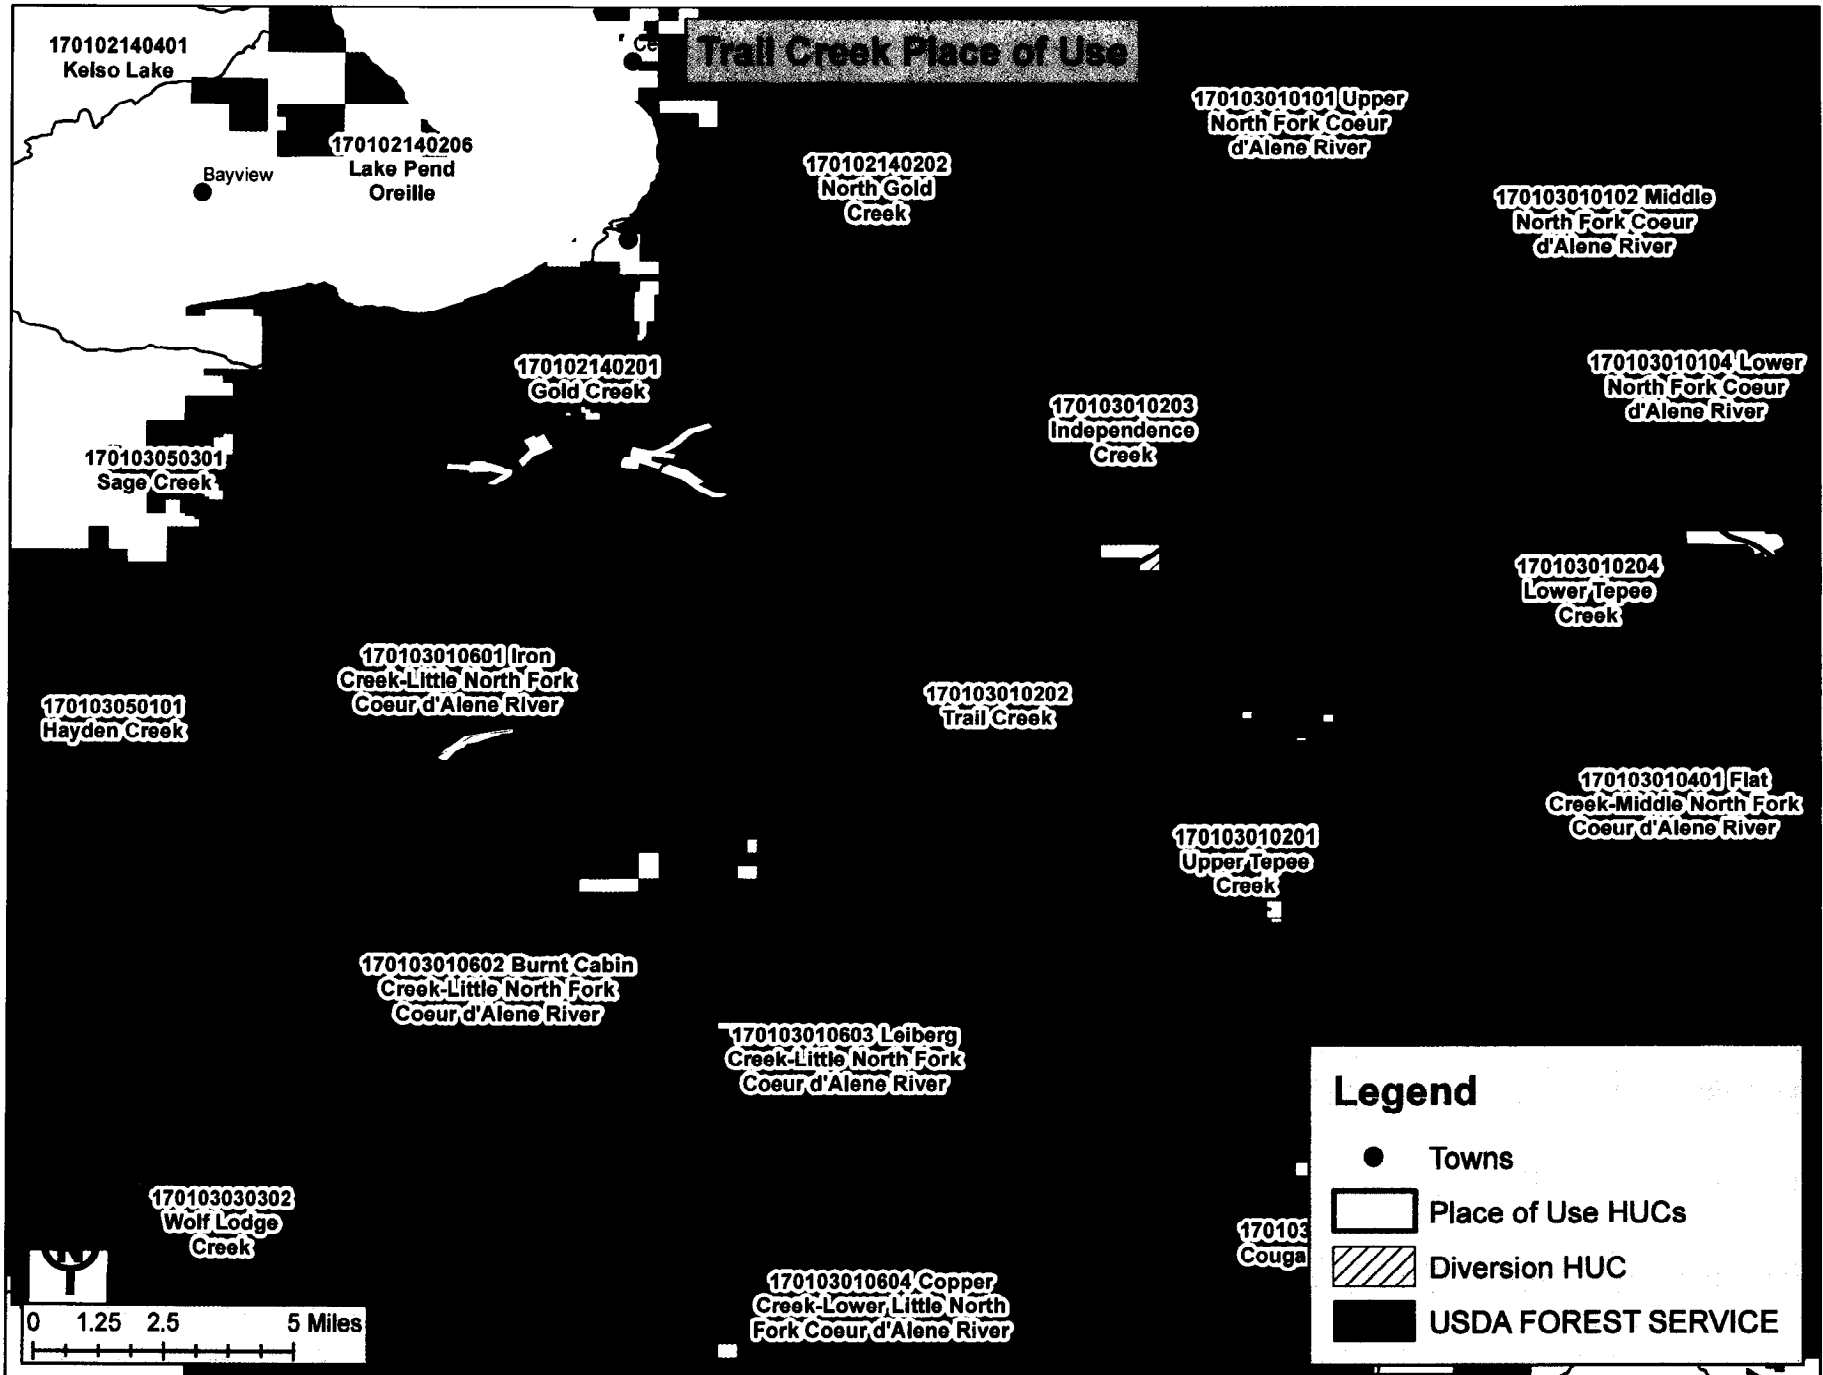 Trail Creek Place of Use
170102140401
Kelso Lake
170102140206
Lake Pend
Oreille
Bayview
170102140202
North Gold
Creek
170103010101 Upper
North Fork Coeur
d'Alene River
170103010102 Middle
North Fork Coeur
d'Alene River
170102140201
Gold Creek
170103010203
Independence
Creek
170103010104 Lower
North Fork Coeur
d'Alene River
170103050301
Sage Creek
170103010204
Lower Tepee
Creek
170103010601 Iron
Creek-Little North Fork
Coeur d'Alene River
170103050101
Hayden Creek
170103010202
Trail Creek
170103010401 Flat
Creek-Middle North Fork
Coeur d'Alene River
170103010201
Upper Tepee
Creek
170103010602 Burnt Cabin
Creek-Little North Fork
Coeur d'Alene River
170103010603 Leiberg
Creek-Little North Fork
Coeur d'Alene River
170103030302
Wolf Lodge
Creek
170103
Couga
170103010604 Copper
Creek-Lower Little North
Fork Coeur d'Alene River
0 1.25 2.5 5 Miles
Legend
Towns
Place of Use HUCs
Diversion HUC
USDA FOREST SERVICE